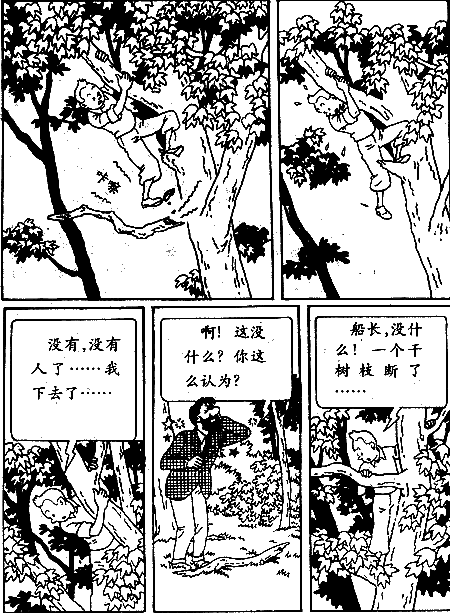 卡嚓
没有,没有
人了……我
下去了……
啊! 这没
什么? 你这
么认为?
船长,没什
么! 一个干
树枝断了
……